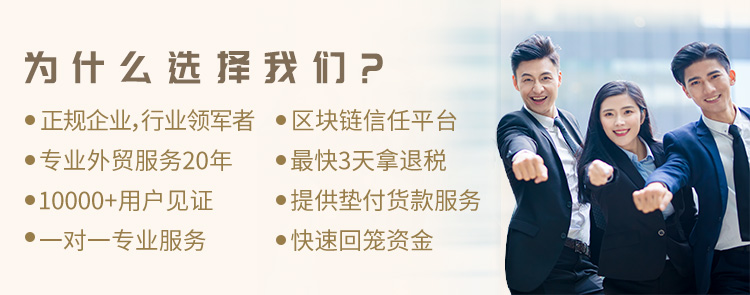 为什么选择我们?
正规企业,行业领军者
区块链信任平台
专业外贸服务20年
最快3天拿退税
10000+用户见证
提供垫付货款服务
一对一专业服务
快速回笼资金